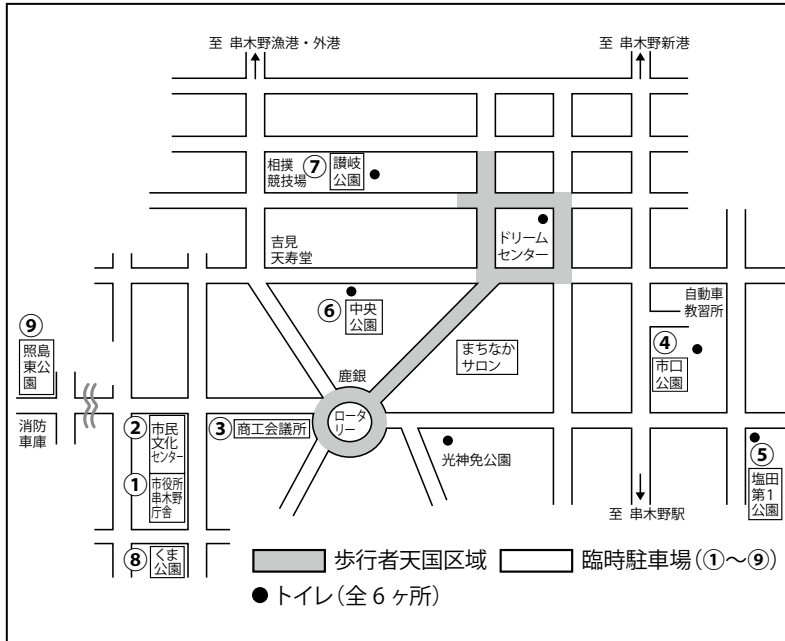 至 串木野漁港・外港
至 串木野新港
相撲
競技場
⑦
讃岐
公園
ドリーム
センター
吉見
天寿堂
⑥
中央
公園
自動車
教習所
④
市口
公園
まちなか
サロン
⑨
照島
東公
園
消防
車庫
鹿銀
ロータ
リー
②
市民
文化
センター
③
商工会議所
①
市役所
串木野
庁舎
光神免公園
⑤
塩田
第1
公園
至 串木野駅
⑧
くま
公園
歩行者天国区域
臨時駐車場(①～⑨)
●トイレ(全6ヶ所)